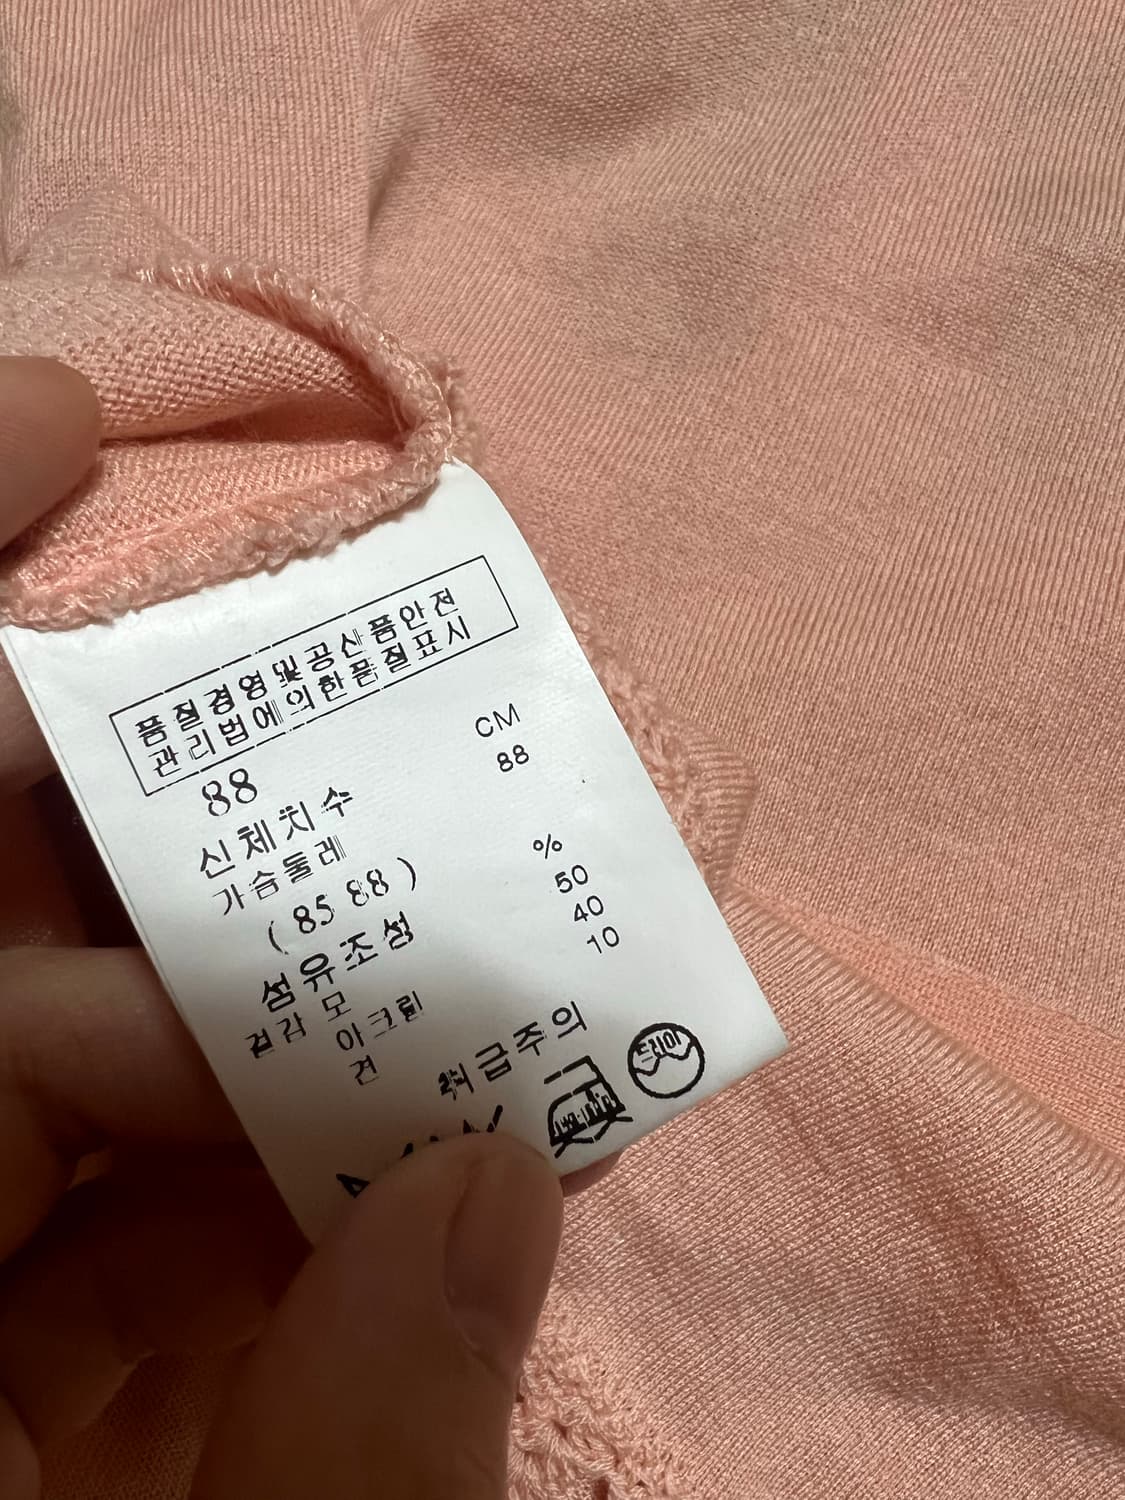 품질경영및공산품안전
관리법에의한품질표시
CM
88 88
신체치수
가슴둘레
( 85 88 )
%
섬유조성 50
겉감 모 40
아크릴 10
견
취급주의
드라이